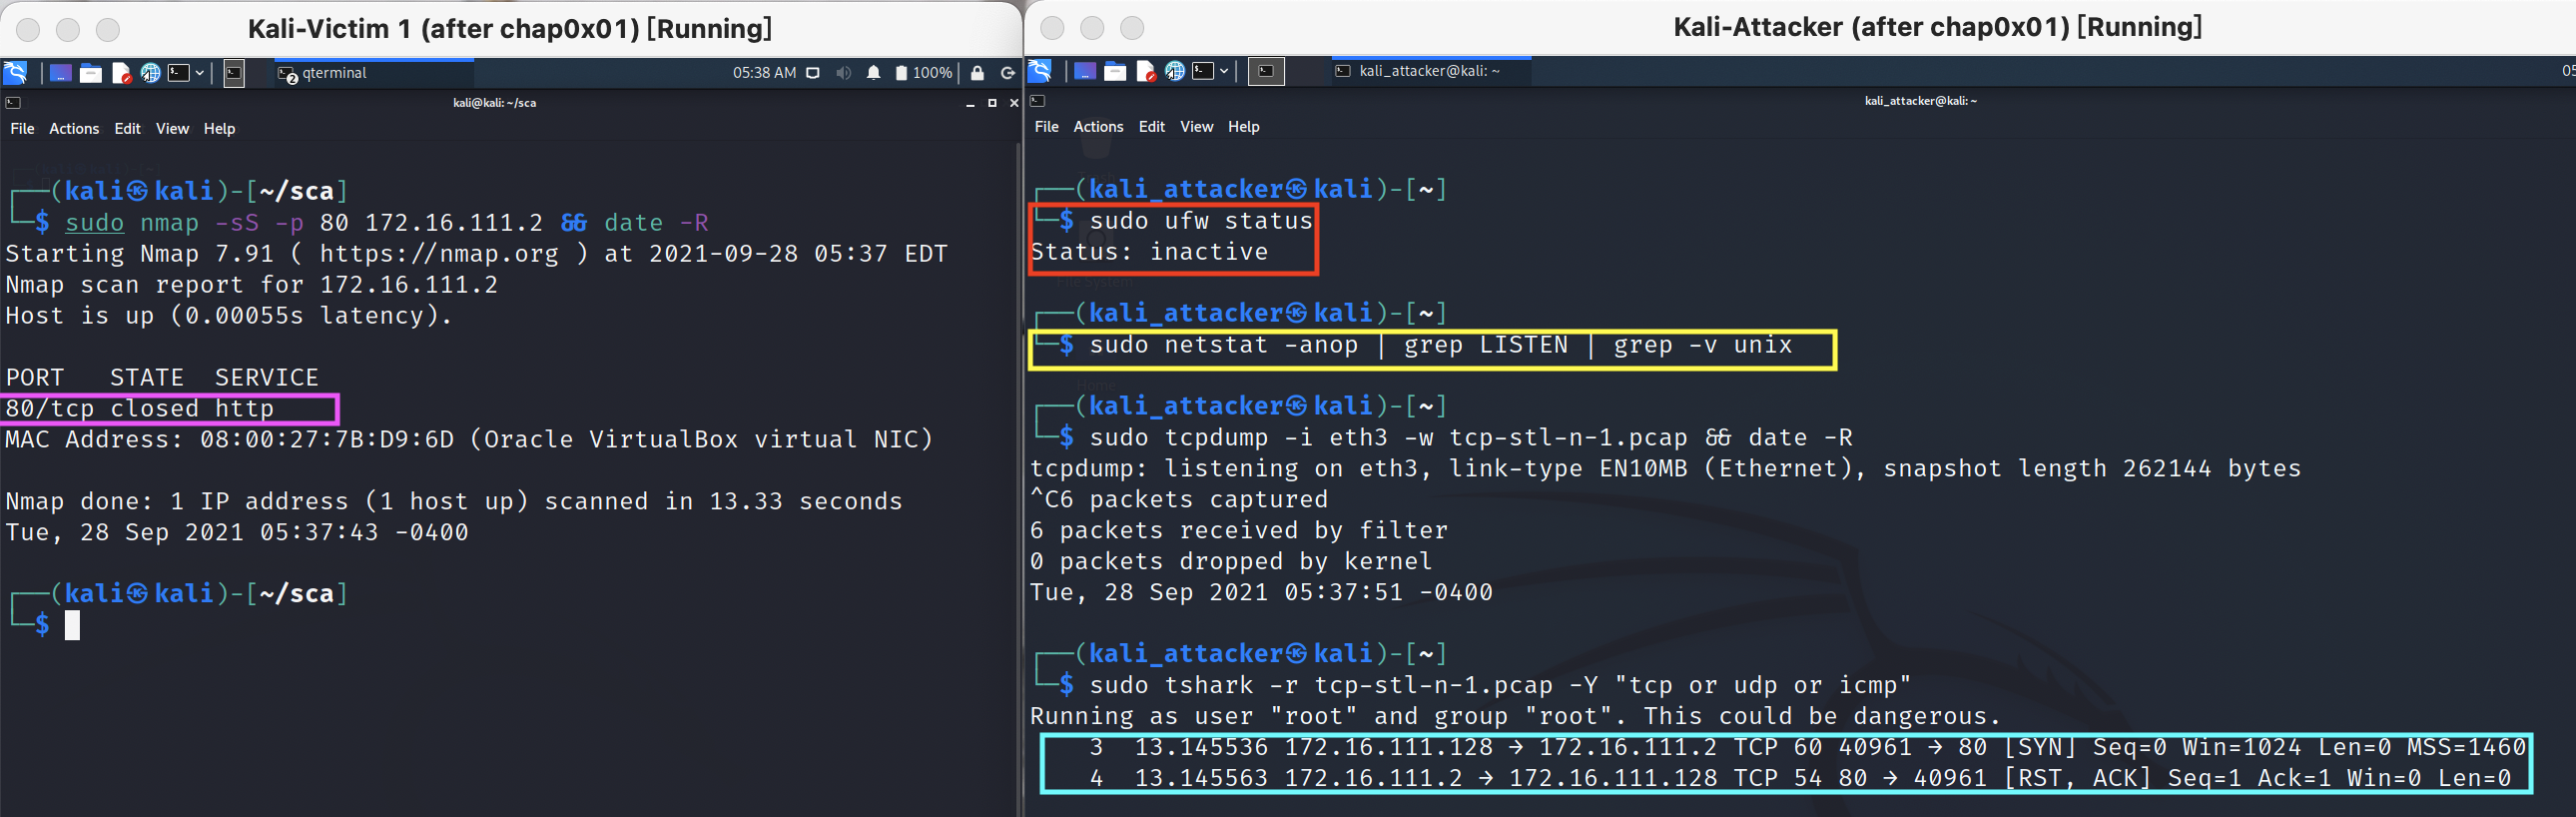 Kali-Victim 1 (after chap0x01) [Running]
qterminal
05:38 AM
100%
kali@kali: ~/sca
File Actions Edit View Help
┌──(kali㉿kali)-[~/sca]
└─$ sudo nmap -sS -p 80 172.16.111.2 && date -R
Starting Nmap 7.91 ( https://nmap.org ) at 2021-09-28 05:37 EDT
Nmap scan report for 172.16.111.2
Host is up (0.00055s latency).
PORT   STATE  SERVICE
80/tcp closed http
MAC Address: 08:00:27:7B:D9:6D (Oracle VirtualBox virtual NIC)
Nmap done: 1 IP address (1 host up) scanned in 13.33 seconds
Tue, 28 Sep 2021 05:37:43 -0400
┌──(kali㉿kali)-[~/sca]
└─$
Kali-Attacker (after chap0x01) [Running]
kali_attacker@kali: ~
05
kali_attacker@kali: ~
File Actions Edit View Help
┌──(kali_attacker㉿kali)-[~]
└─$ sudo ufw status
Status: inactive
File System
┌──(kali_attacker㉿kali)-[~]
└─$ sudo netstat -anop | grep LISTEN | grep -v unix
Home
┌──(kali_attacker㉿kali)-[~]
└─$ sudo tcpdump -i eth3 -w tcp-stl-n-1.pcap && date -R
tcpdump: listening on eth3, link-type EN10MB (Ethernet), snapshot length 262144 bytes
^C6 packets captured
6 packets received by filter
0 packets dropped by kernel
Tue, 28 Sep 2021 05:37:51 -0400
┌──(kali_attacker㉿kali)-[~]
└─$ sudo tshark -r tcp-stl-n-1.pcap -Y "tcp or udp or icmp"
Running as user "root" and group "root". This could be dangerous.
3  13.145536 172.16.111.128 → 172.16.111.2 TCP 60 40961 → 80 [SYN] Seq=0 Win=1024 Len=0 MSS=1460
4  13.145563 172.16.111.2 → 172.16.111.128 TCP 54 80 → 40961 [RST, ACK] Seq=1 Ack=1 Win=0 Len=0